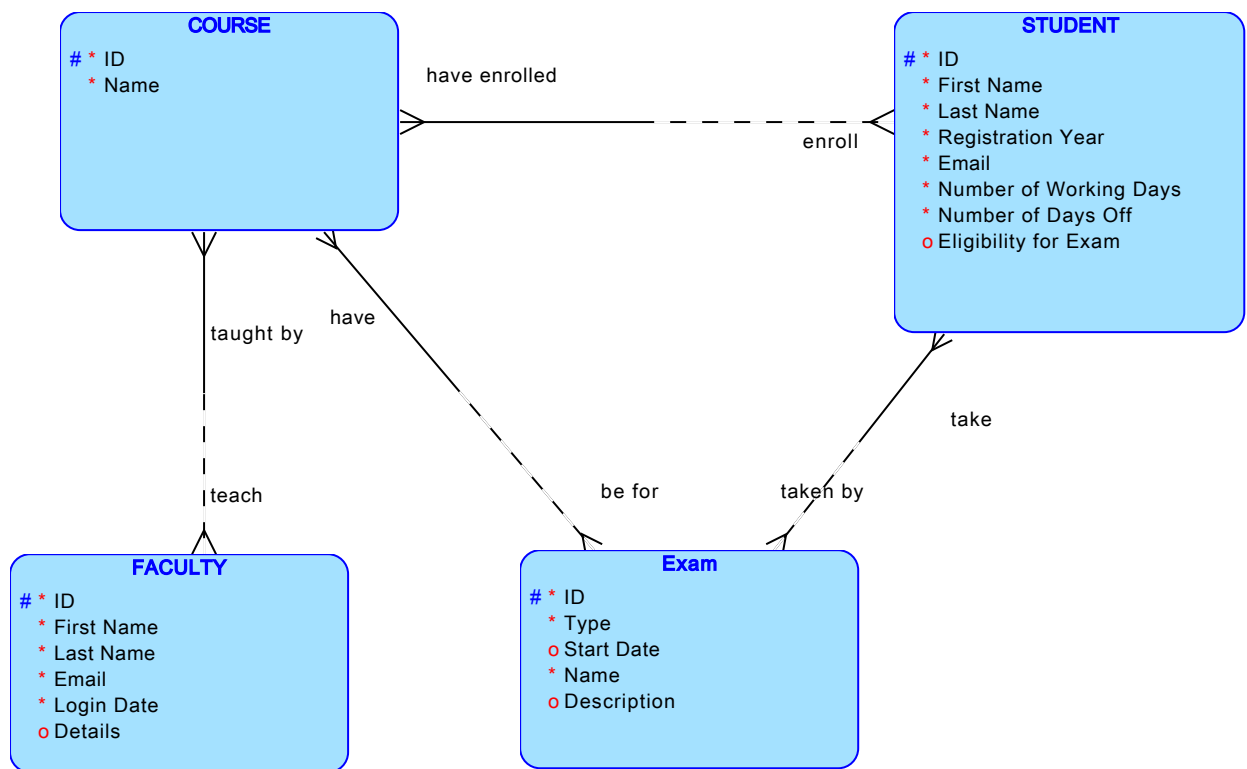 COURSE
# * ID
* Name
have enrolled
enroll
STUDENT
# * ID
* First Name
* Last Name
* Registration Year
* Email
* Number of Working Days
* Number of Days Off
o Eligibility for Exam
taught by
teach
have
be for
take
taken by
FACULTY
# * ID
* First Name
* Last Name
* Email
* Login Date
o Details
Exam
# * ID
* Type
o Start Date
* Name
o Description